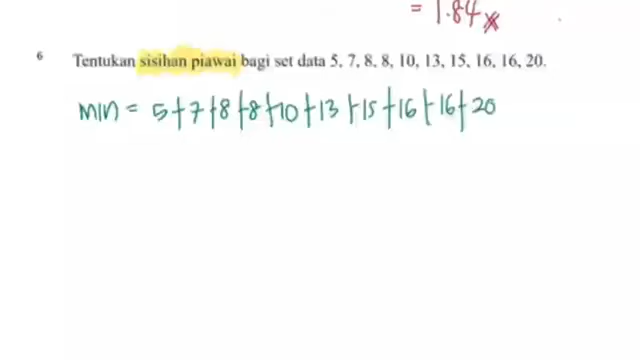 = 1.84
6 Tentukan sisihan piawai bagi set data 5, 7, 8, 8, 10, 13, 15, 16, 16, 20.
min = 5+7+8+8+10+13+15+16+16+20